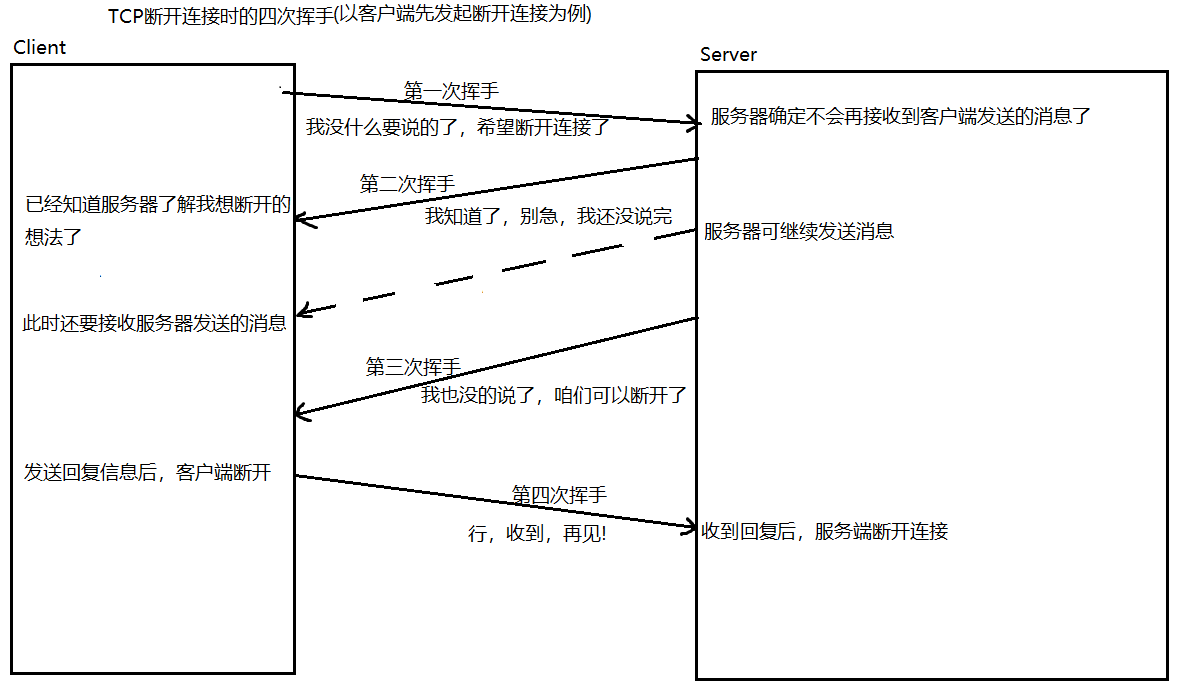 TCP断开连接时的四次挥手(以客户端先发起断开连接为例)
Client
Server
第一次挥手
服务器确定不会再接收到客户端发送的消息了
我没什么要说的了，希望断开连接了
第二次挥手
已经知道服务器了解我想断开的
想法了
我知道了，别急，我还没说完
服务器可继续发送消息
此时还要接收服务器发送的消息
第三次挥手
我也没的说了，咱们可以断开了
发送回复信息后，客户端断开
第四次挥手
行，收到，再见!
收到回复后，服务端断开连接